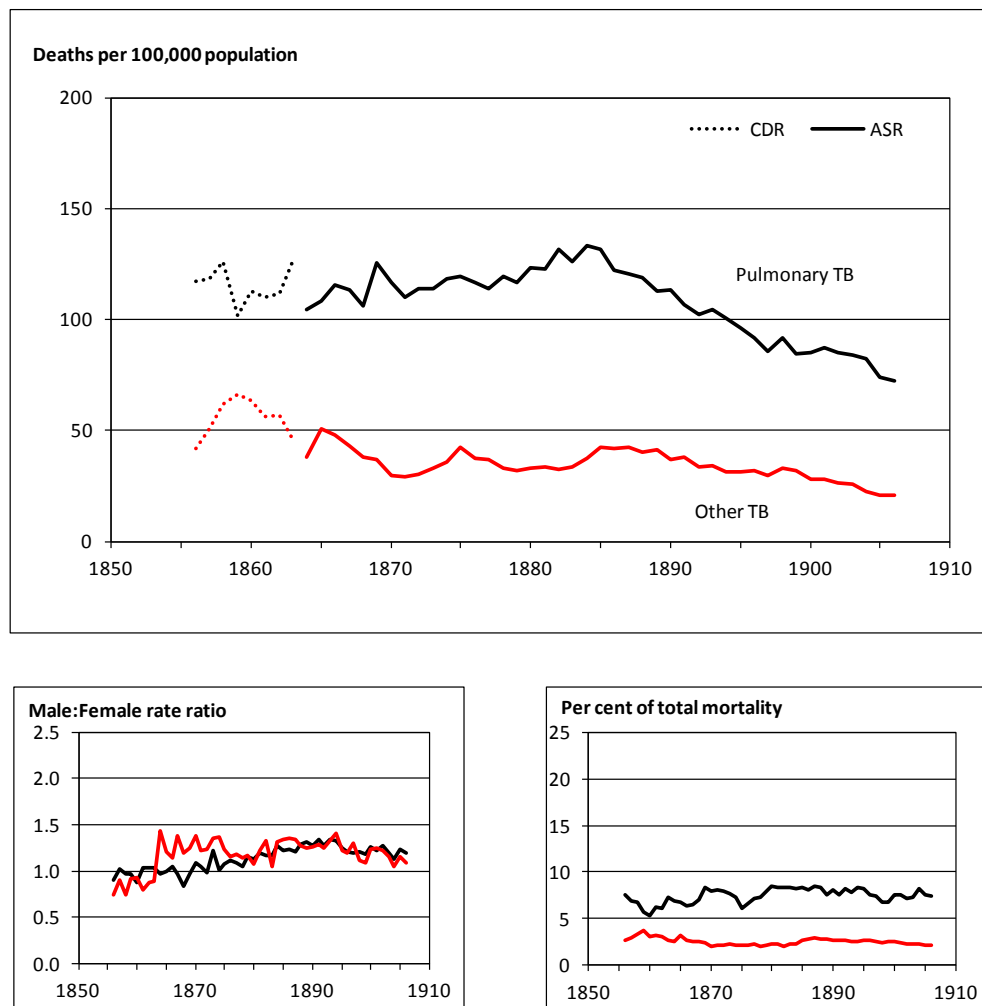 Deaths per 100,000 population
200
CDR ASR
150
Pulmonary TB
100
50
Other TB
0
1850 1860 1870 1880 1890 1900 1910
Male:Female rate ratio
2.5
2.0
1.5
1.0
0.5
0.0
1850 1870 1890 1910
Per cent of total mortality
25
20
15
10
5
0
1850 1870 1890 1910